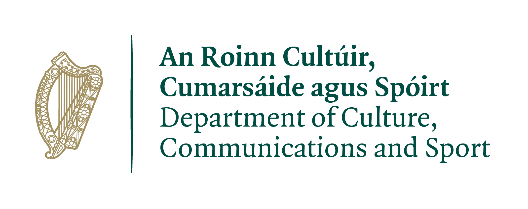 An Roinn Cultúir,
Cumarsáide agus Spóirt
Department of Culture,
Communications and Sport